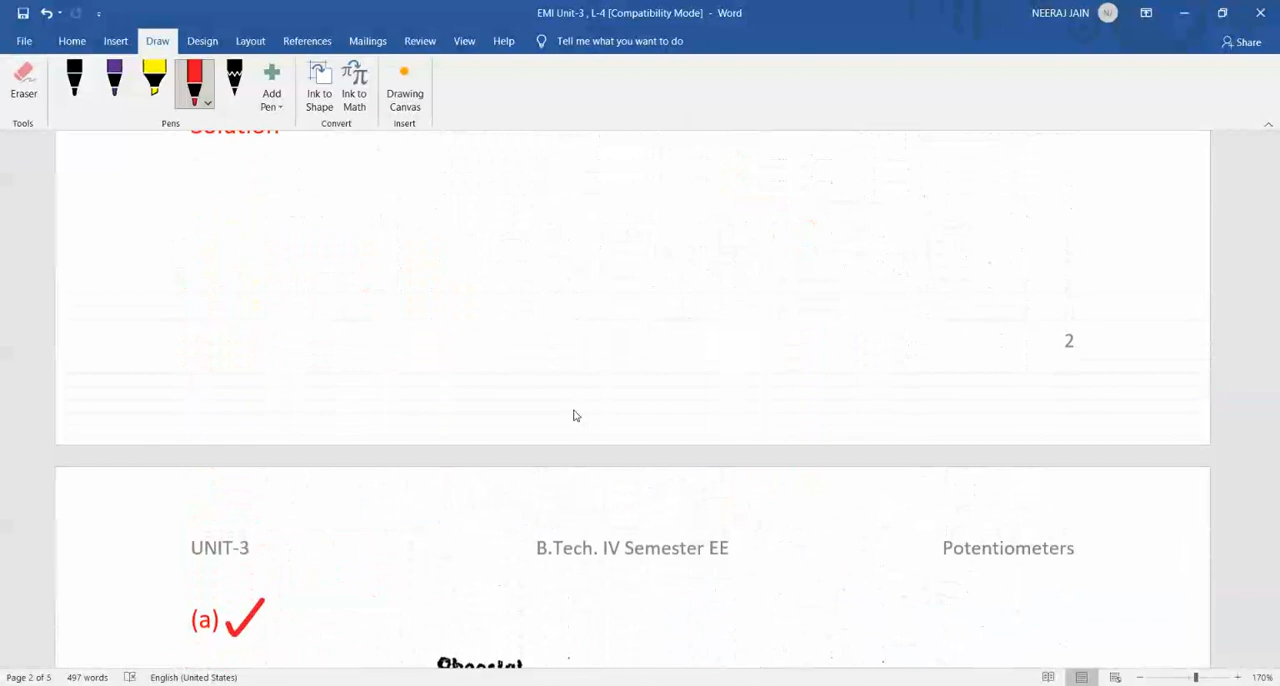 EMI Unit-3 , L-4 [Compatibility Mode] - Word
NEERAJ JAIN
NJ
File
Home
Insert
Draw
Design
Layout
References
Mailings
Review
View
Help
Tell me what you want to do
Share
Eraser
Add
Pen
Ink to
Shape
Ink to
Math
Drawing
Canvas
Tools
Pens
Convert
Insert
Solution
2
UNIT-3
B.Tech. IV Semester EE
Potentiometers
(a)
Rheostat
Page 2 of 5
497 words
English (United States)
170%